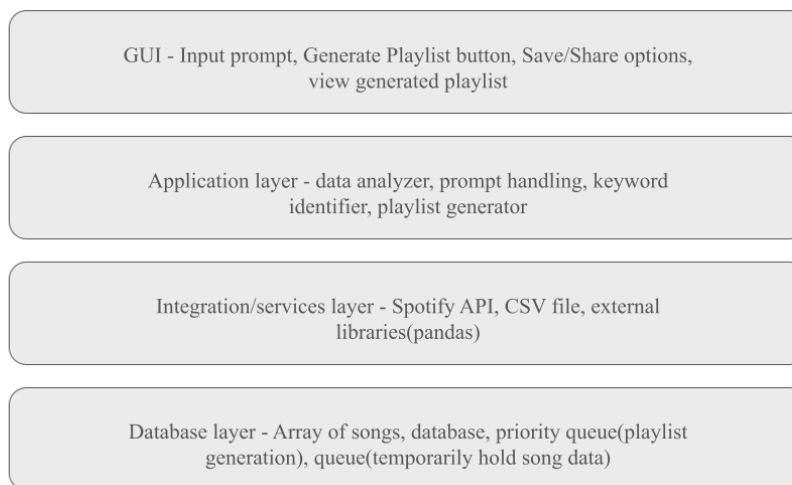 GUI - Input prompt, Generate Playlist button, Save/Share options,
view generated playlist
Application layer - data analyzer, prompt handling, keyword
identifier, playlist generator
Integration/services layer - Spotify API, CSV file, external
libraries(pandas)
Database layer - Array of songs, database, priority queue(playlist
generation), queue(temporarily hold song data)